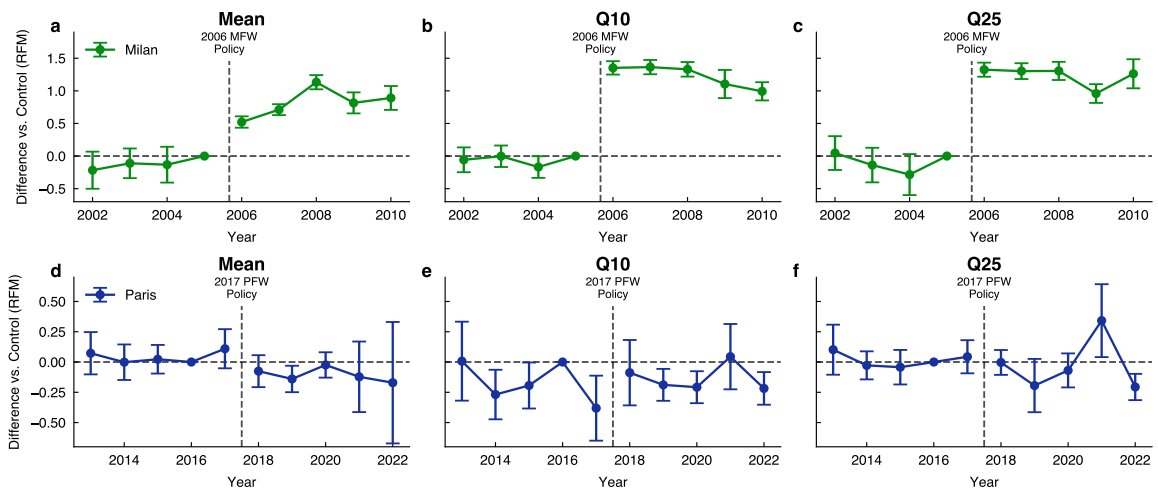 a
Mean
2006 MFW
Policy
Milan
Difference vs. Control (RFM)
1.5
1.0
0.5
0.0
−0.5
2002 2004 2006 2008 2010
Year
b
Q10
2006 MFW
Policy
2002 2004 2006 2008 2010
Year
c
Q25
2006 MFW
Policy
2002 2004 2006 2008 2010
Year
d
Mean
2017 PFW
Policy
Paris
Difference vs. Control (RFM)
0.50
0.25
0.00
−0.25
−0.50
2014 2016 2018 2020 2022
Year
e
Q10
2017 PFW
Policy
2014 2016 2018 2020 2022
Year
f
Q25
2017 PFW
Policy
2014 2016 2018 2020 2022
Year